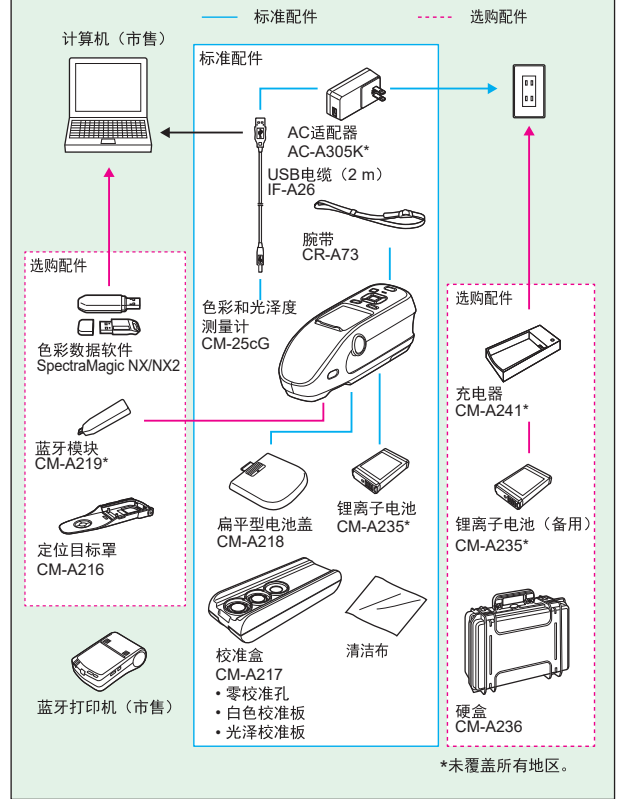 标准配件
选购配件
计算机（市售）
标准配件
AC适配器
AC-A305K*
USB电缆（2 m）
IF-A26
腕带
CR-A73
选购配件
色彩数据软件
SpectraMagic NX/NX2
蓝牙模块
CM-A219*
定位目标罩
CM-A216
色彩和光泽度
测量计
CM-25cG
选购配件
充电器
CM-A241*
扁平型电池盖
CM-A218
锂离子电池
CM-A235*
锂离子电池（备用）
CM-A235*
校准盒
CM-A217
・零校准孔
・白色校准板
・光泽校准板
清洁布
蓝牙打印机（市售）
硬盒
CM-A236
*未覆盖所有地区。